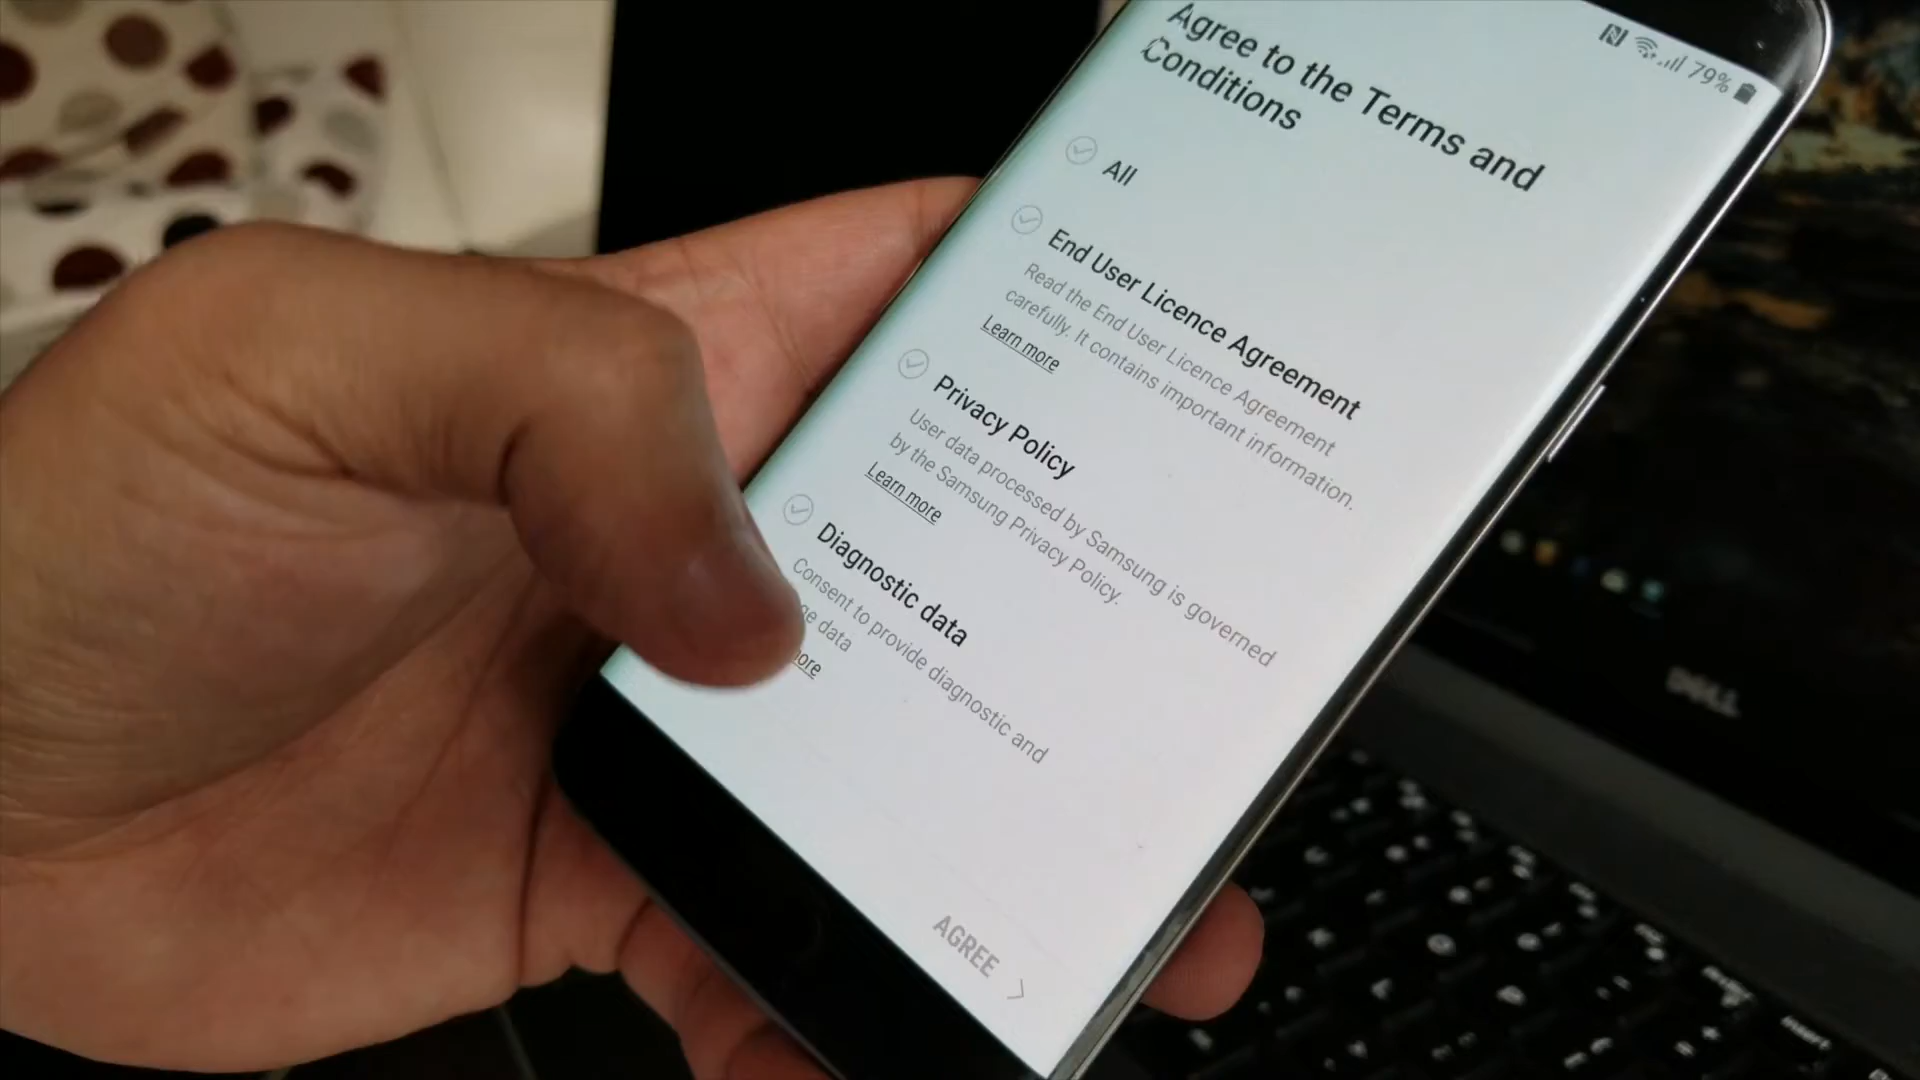 79%
Agree to the Terms and
Conditions
All
End User Licence Agreement
Read the End User Licence Agreement
carefully. It contains important information.
Learn more
Privacy Policy
User data processed by Samsung is governed
by the Samsung Privacy Policy.
Learn more
Diagnostic data
Consent to provide diagnostic and
data
AGREE
DELL
insert